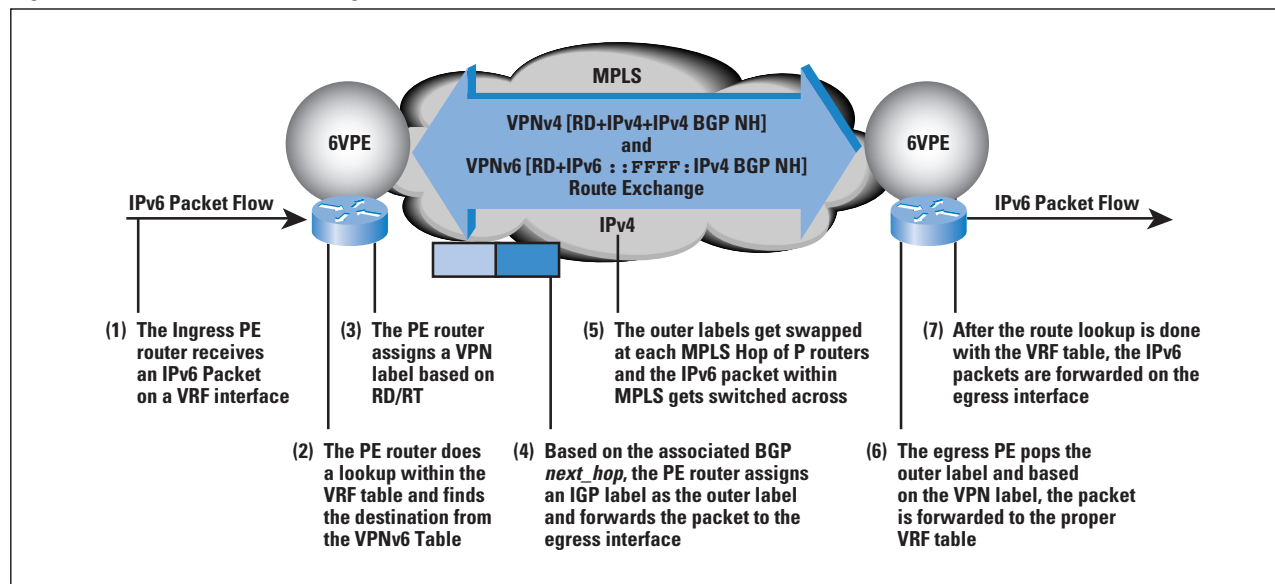 MPLS
6VPE
VPNv4 [RD+IPv4+IPv4 BGP NH]
and
VPNv6 [RD+IPv6 ::FFFF:IPv4 BGP NH]
Route Exchange
6VPE
IPv6 Packet Flow
IPv4
IPv6 Packet Flow
(1) The Ingress PE
router receives
an IPv6 Packet
on a VRF interface
(2) The PE router does
a lookup within the
VRF table and finds
the destination from
the VPNv6 Table
(3) The PE router
assigns a VPN
label based on
RD/RT
(4) Based on the associated BGP
next_hop, the PE router assigns
an IGP label as the outer label
and forwards the packet to the
egress interface
(5) The outer labels get swapped
at each MPLS Hop of P routers
and the IPv6 packet within
MPLS gets switched across
(6) The egress PE pops the
outer label and based
on the VPN label, the packet
is forwarded to the proper
VRF table
(7) After the route lookup is done
with the VRF table, the IPv6
packets are forwarded on the
egress interface